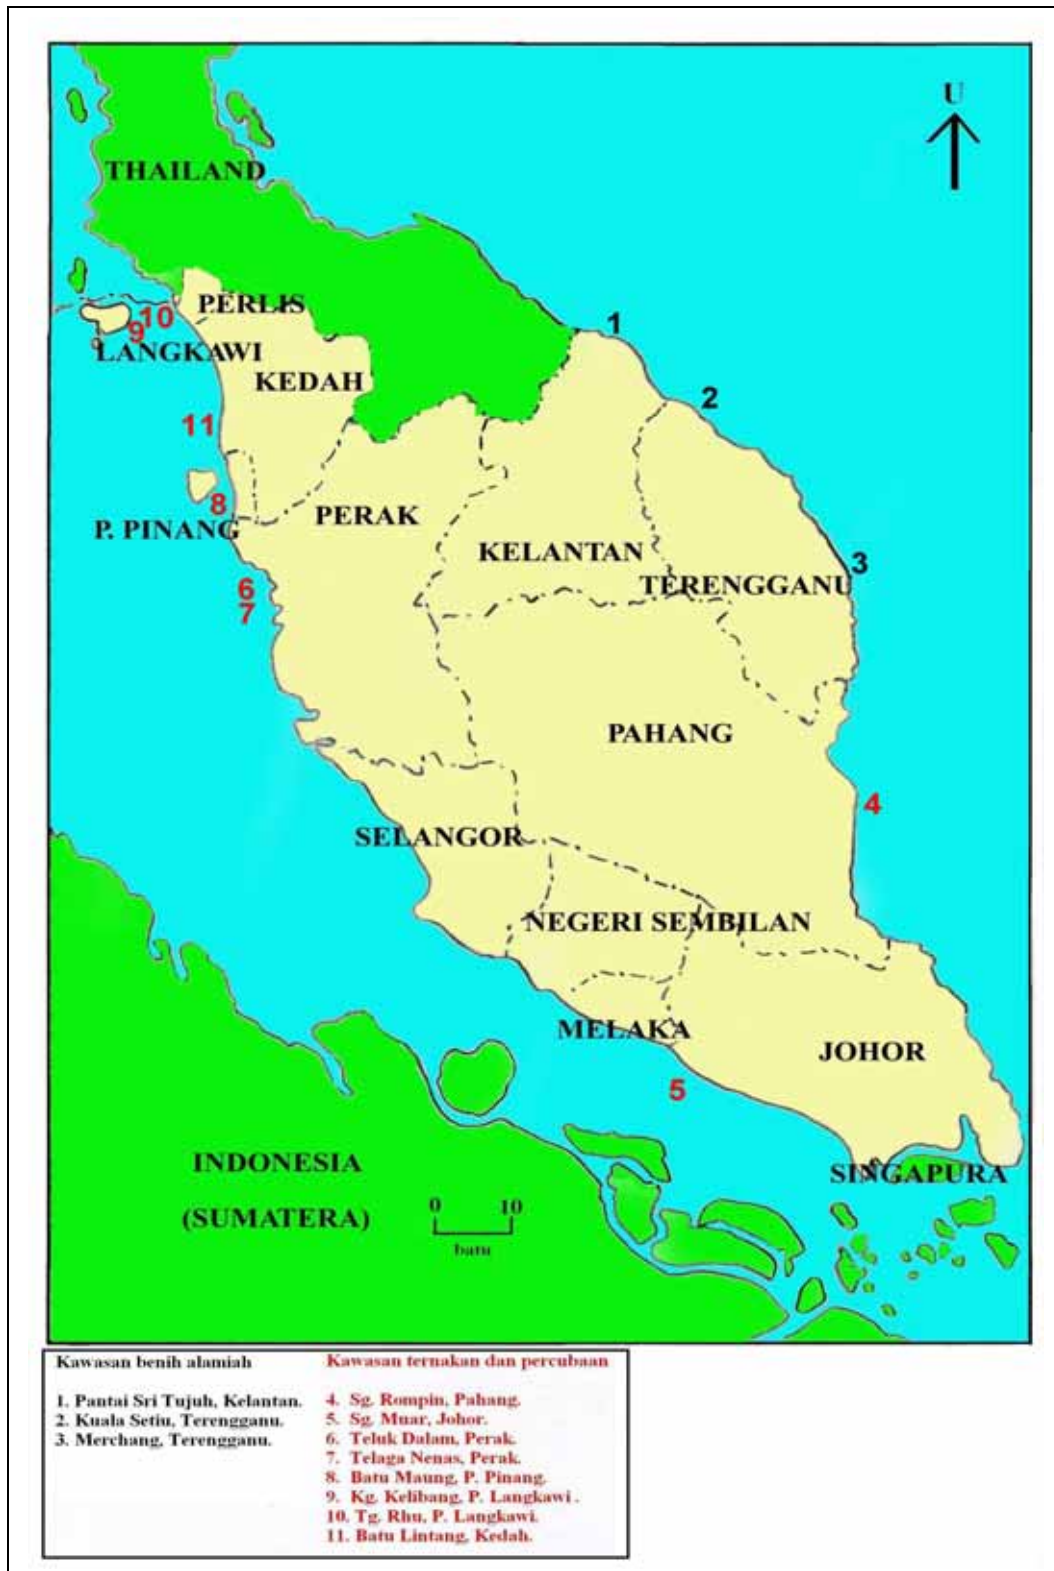 U
THAILAND
PERLIS
10
9
LANGKAWI
1
KEDAH
2
11
8
PERAK
P. PINANG
KELANTAN
3
6
TERENGGANU
7
PAHANG
4
SELANGOR
NEGERI SEMBILAN
MELAKA
JOHOR
5
INDONESIA
(SUMATERA)
SINGAPURA
0 10
batu
Kawasan benih alamiah
1. Pantai Sri Tujuh, Kelantan.
2. Kuala Setiu, Terengganu.
3. Merchang, Terengganu.
Kawasan ternakan dan percubaan
4. Sg. Rompin, Pahang.
5. Sg. Muar, Johor.
6. Teluk Dalam, Perak.
7. Telaga Nenas, Perak.
8. Batu Maung, P. Pinang.
9. Kg. Kelibang, P. Langkawi .
10. Tg. Rhu, P. Langkawi.
11. Batu Lintang, Kedah.